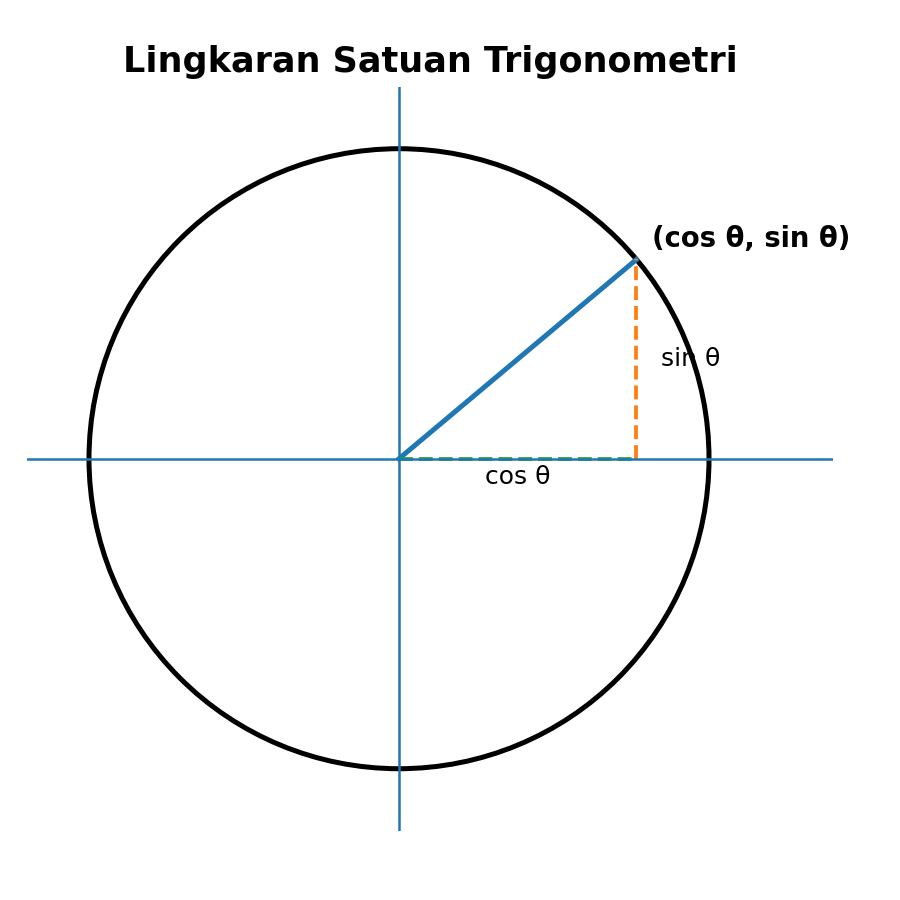 Lingkaran Satuan Trigonometri
(cos θ, sin θ)
sin θ
cos θ